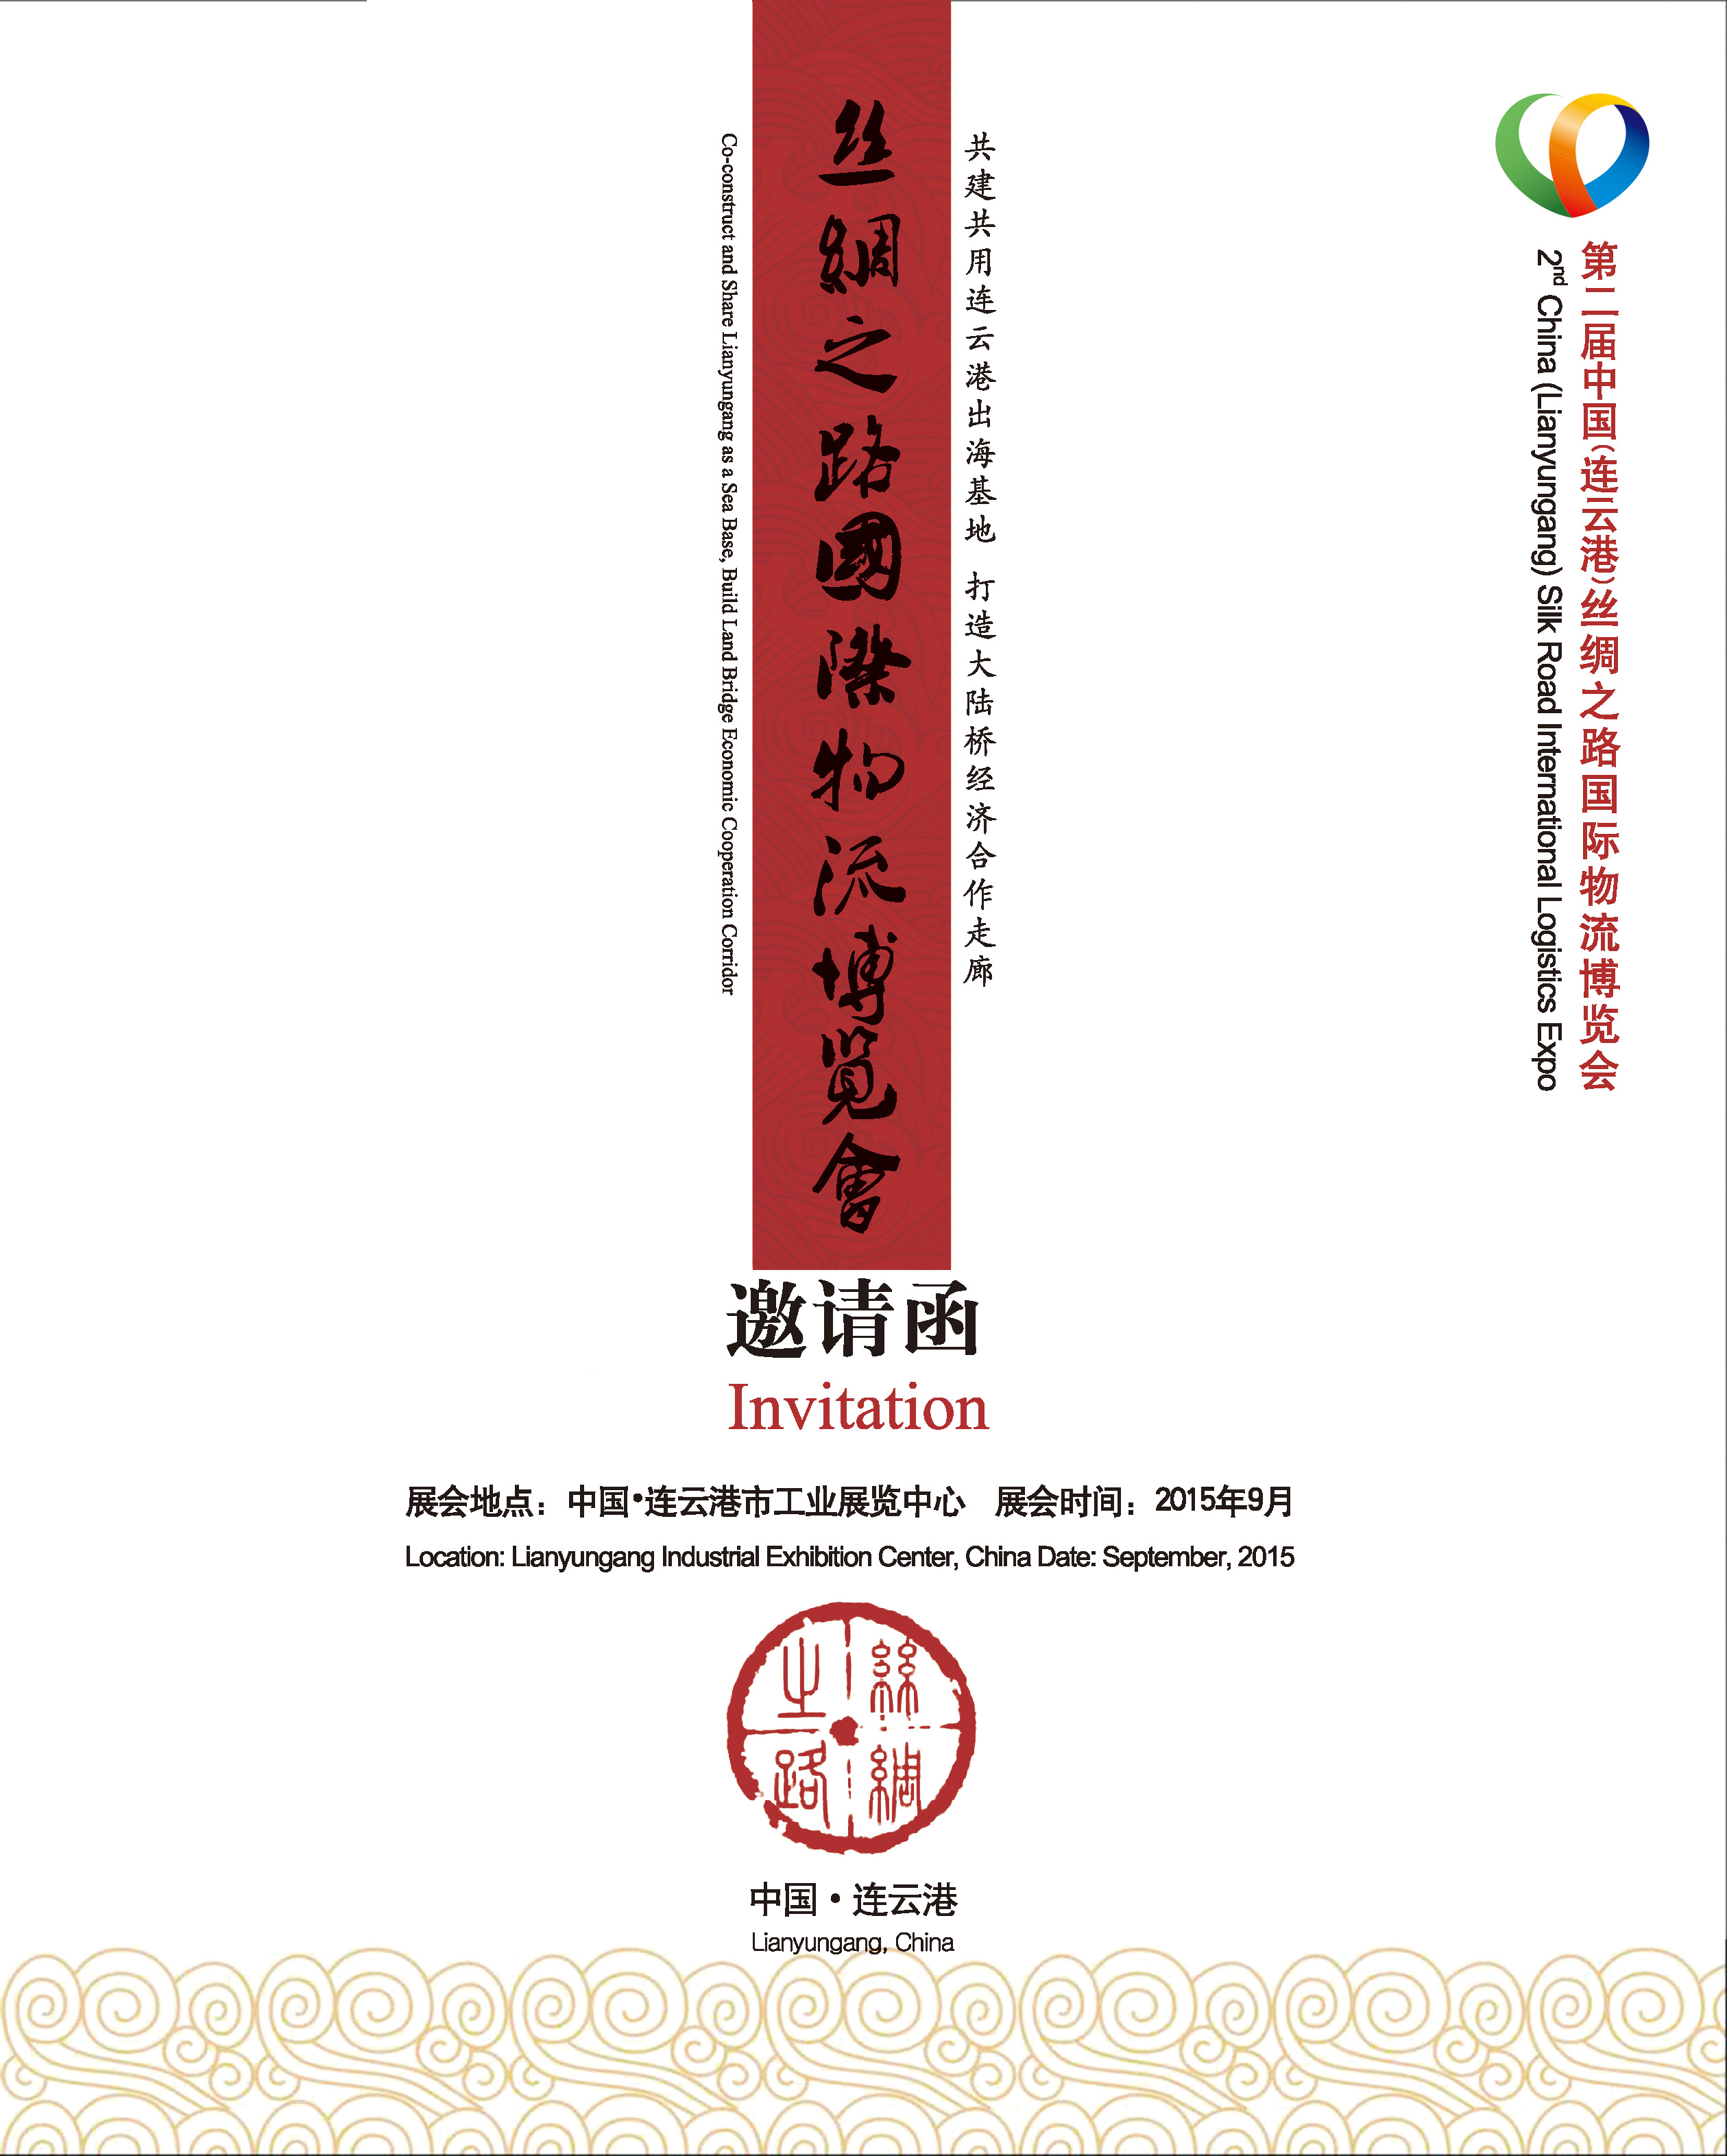 第二届中国(连云港)丝绸之路国际物流博览会
2nd China (Lianyungang) Silk Road International Logistics Expo
共建共用连云港出海基地 打造大陆桥经济合作走廊
丝绸之路國際物流博览會
Co-construct and Share Lianyungang as a Sea Base, Build Land Bridge Economic Cooperation Corridor
邀请函
Invitation
展会地点：中国•连云港市工业展览中心 展会时间：2015年9月
Location: Lianyungang Industrial Exhibition Center, China Date: September, 2015
絲綢之路
中国·连云港
Lianyungang, China